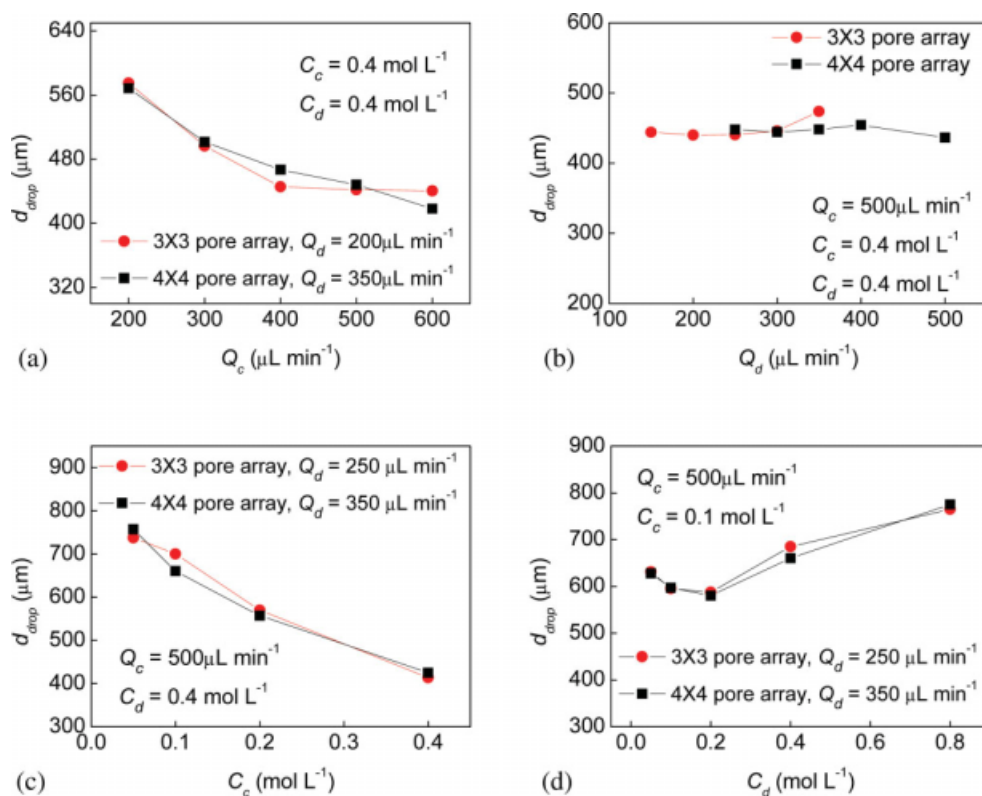 640
560
480
400
320
d_drop (μm)
C_c = 0.4 mol L⁻¹
C_d = 0.4 mol L⁻¹
3X3 pore array, Q_d = 200μL min⁻¹
4X4 pore array, Q_d = 350μL min⁻¹
200 300 400 500 600
(a)
Q_c (μL min⁻¹)
600
500
400
300
200
d_drop (μm)
3X3 pore array
4X4 pore array
Q_c = 500μL min⁻¹
C_c = 0.4 mol L⁻¹
C_d = 0.4 mol L⁻¹
100 200 300 400 500
(b)
Q_d (μL min⁻¹)
900
800
700
600
500
400
300
d_drop (μm)
3X3 pore array, Q_d = 250 μL min⁻¹
4X4 pore array, Q_d = 350 μL min⁻¹
Q_c = 500μL min⁻¹
C_d = 0.4 mol L⁻¹
0.0 0.1 0.2 0.3 0.4
(c)
C_c (mol L⁻¹)
900
800
700
600
500
400
300
d_drop (μm)
Q_c = 500μL min⁻¹
C_c = 0.1 mol L⁻¹
3X3 pore array, Q_d = 250 μL min⁻¹
4X4 pore array, Q_d = 350 μL min⁻¹
0.0 0.2 0.4 0.6 0.8
(d)
C_d (mol L⁻¹)